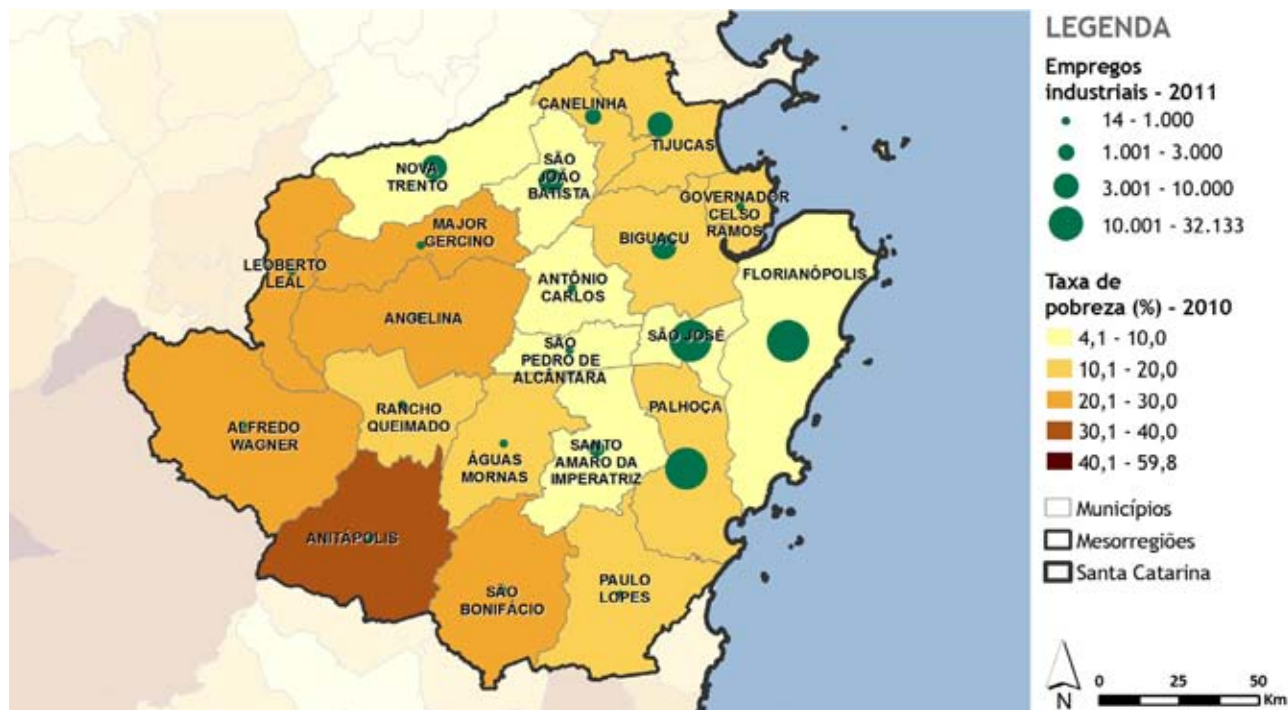 CANELINHA
TIJUCAS
NOVA
TRENTO
SÃO
JOÃO
BATISTA
GOVERNADOR
CELSO
RAMOS
MAJOR
GERCINO
BIGUAÇU
LEOBERTO
LEAL
FLORIANÓPOLIS
ANTÔNIO
CARLOS
ANGELINA
SÃO JOSÉ
SÃO
PEDRO DE
ALCÂNTARA
RANCHO
QUEIMADO
PALHOÇA
ALFREDO
WAGNER
ÁGUAS
MORNAS
SANTO
AMARO DA
IMPERATRIZ
ANITÁPOLIS
SÃO
BONIFÁCIO
PAULO
LOPES
LEGENDA
Empregos
industriais - 2011
14 - 1.000
1.001 - 3.000
3.001 - 10.000
10.001 - 32.133
Taxa de
pobreza (%) - 2010
4,1 - 10,0
10,1 - 20,0
20,1 - 30,0
30,1 - 40,0
40,1 - 59,8
Municípios
Mesorregiões
Santa Catarina
N
0 25 50
Km